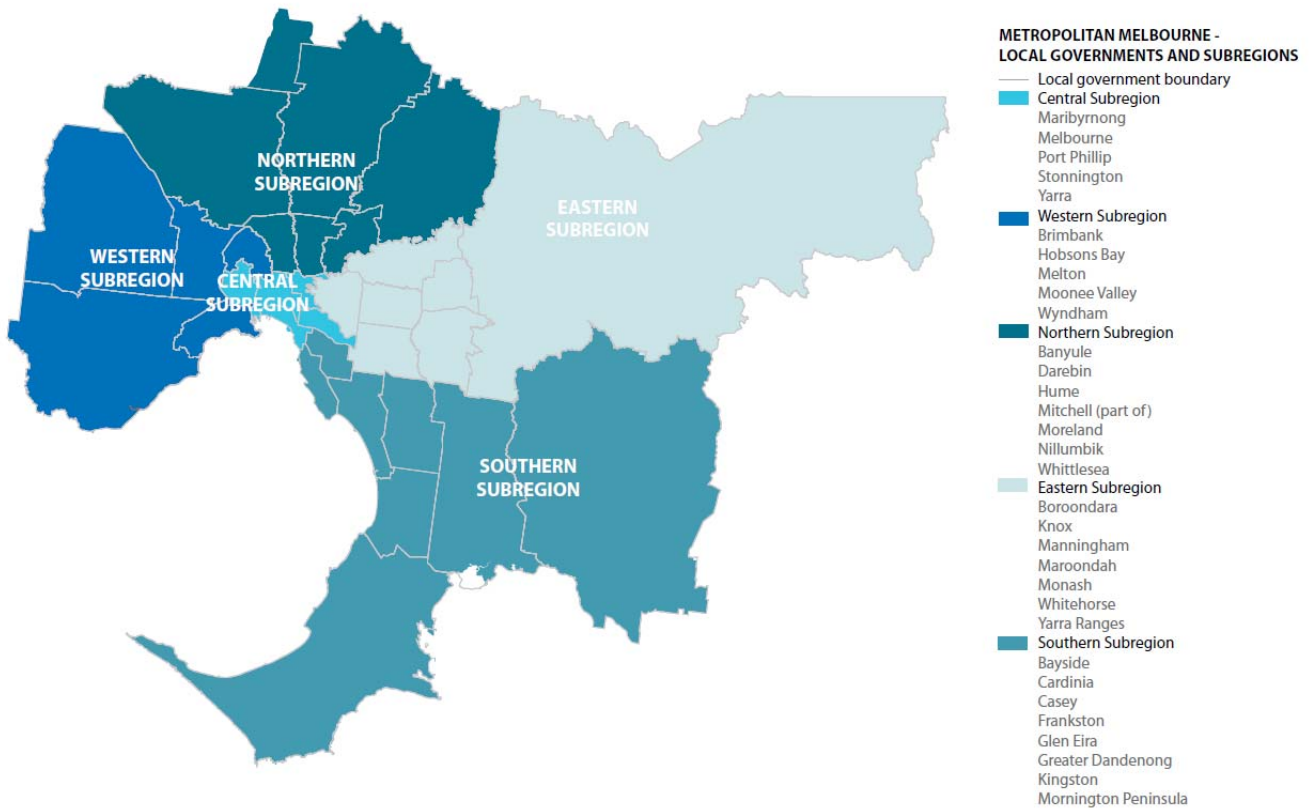 NORTHERN
SUBREGION
EASTERN
SUBREGION
WESTERN
SUBREGION
CENTRAL
SUBREGION
SOUTHERN
SUBREGION
METROPOLITAN MELBOURNE -
LOCAL GOVERNMENTS AND SUBREGIONS
Local government boundary
Central Subregion
Maribyrnong
Melbourne
Port Phillip
Stonnington
Yarra
Western Subregion
Brimbank
Hobsons Bay
Melton
Moonee Valley
Wyndham
Northern Subregion
Banyule
Darebin
Hume
Mitchell (part of)
Moreland
Nillumbik
Whittlesea
Eastern Subregion
Boroondara
Knox
Manningham
Maroondah
Monash
Whitehorse
Yarra Ranges
Southern Subregion
Bayside
Cardinia
Casey
Frankston
Glen Eira
Greater Dandenong
Kingston
Mornington Peninsula